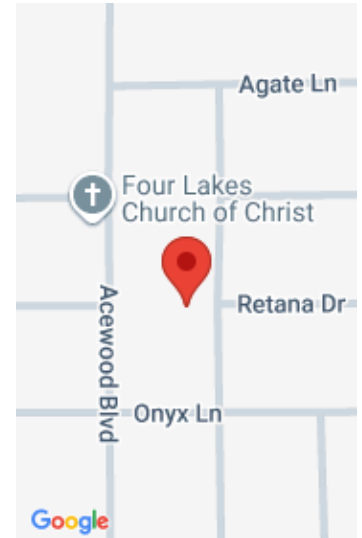 Agate Ln
Four Lakes
Church of Christ
Retana Dr
Acewood Blvd
Onyx Ln
Google